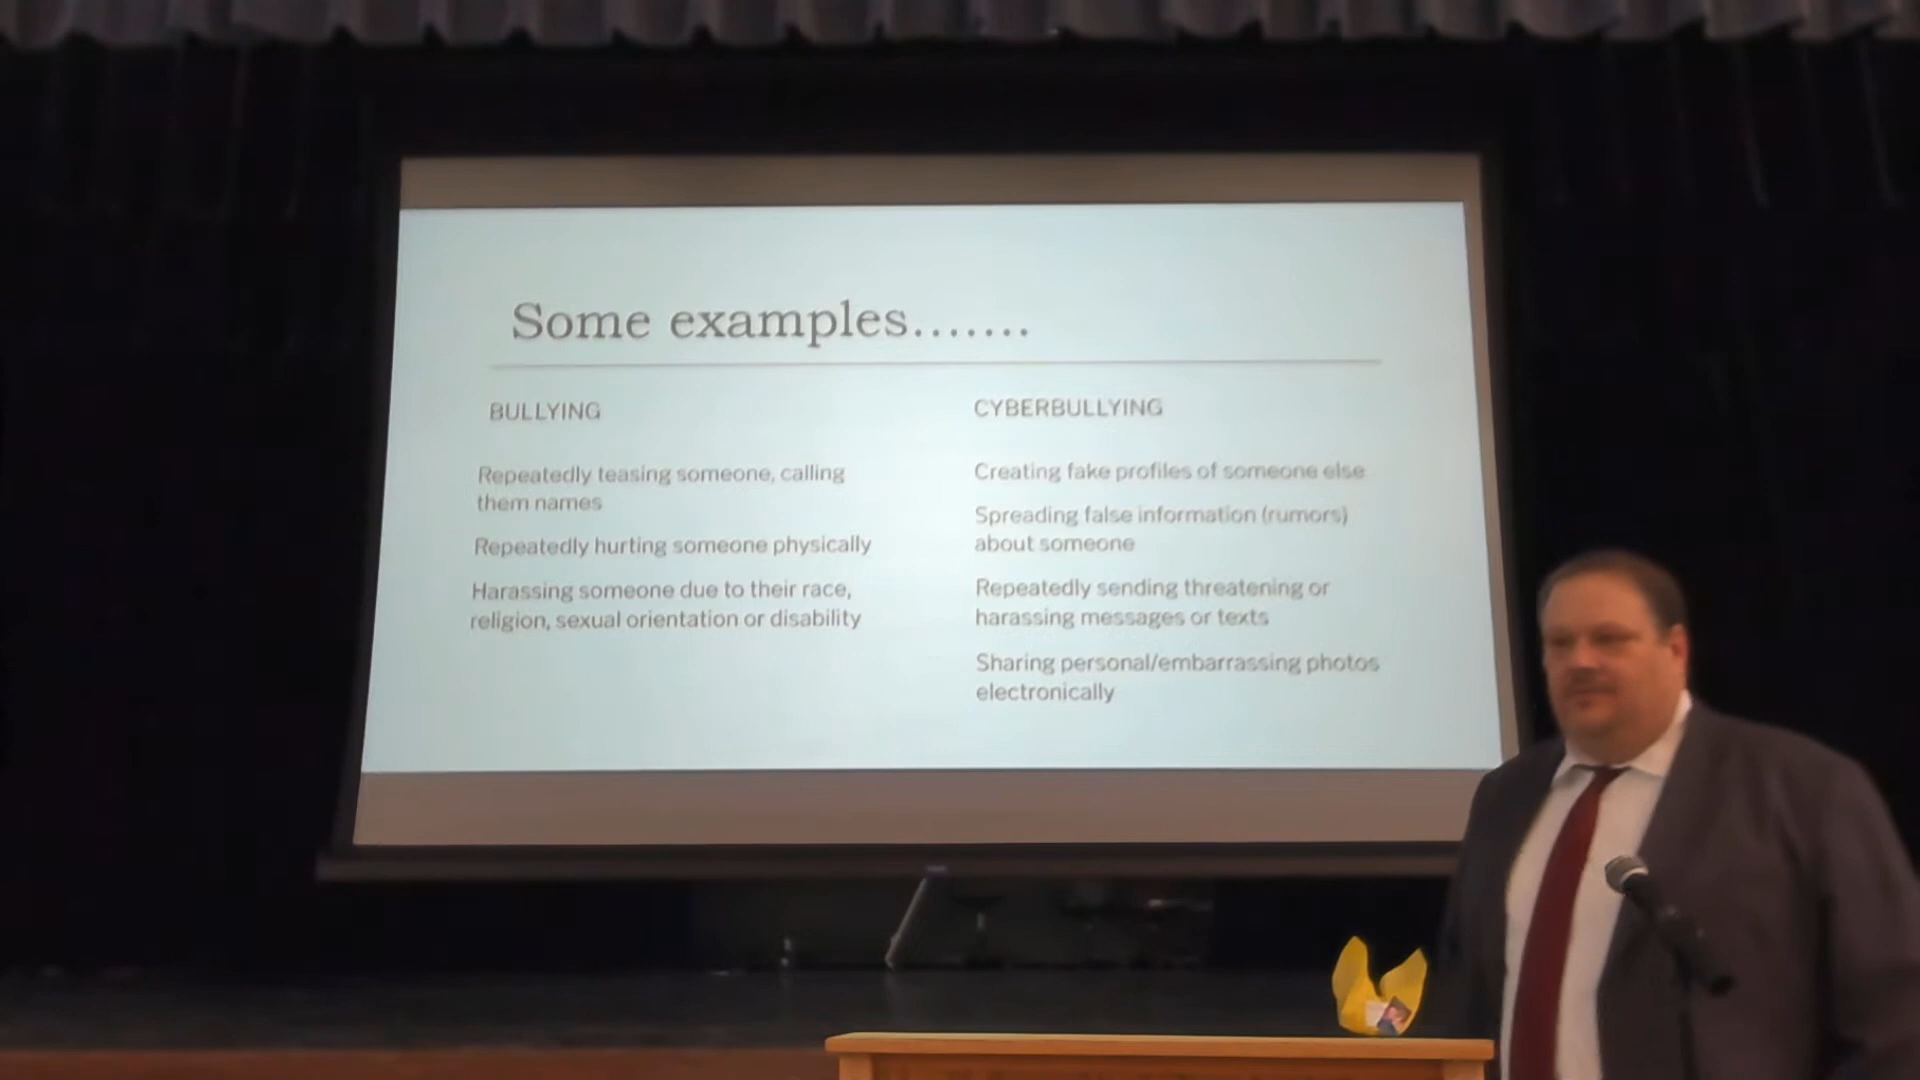 Some examples.......
BULLYING
Repeatedly teasing someone, calling
them names
Repeatedly hurting someone physically
Harassing someone due to their race,
religion, sexual orientation or disability
CYBERBULLYING
Creating fake profiles of someone else
Spreading false information (rumors)
about someone
Repeatedly sending threatening or
harassing messages or texts
Sharing personal/embarrassing photos
electronically